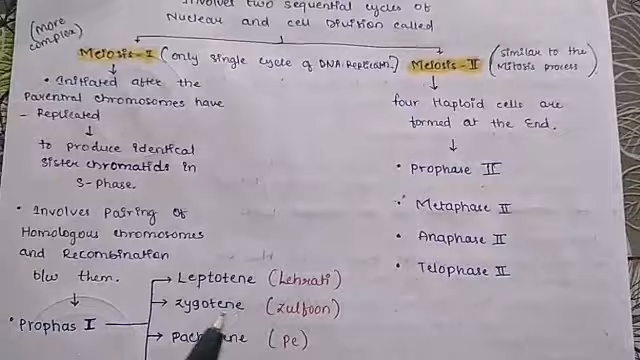 involves two sequential cycles of
Nuclear and cell Division called
(more complex)
Meiosis-I (only single cycle of DNA Replicatn.) Meiosis-II (similar to the
Mitosis process)
• Initiated after the
Parental chromosomes have
- Replicated
to produce identical
sister chromatids in
S-Phase.
• Involves Pairing of
Homologous chromosomes
and Recombination
b/w them.
• Prophas I
Leptotene (Lehrati)
Zygotene (Zulfoon)
(Pe)
four Haploid cells are
formed at the End.
• Prophase II
• Metaphase II
• Anaphase II
• Telophase II